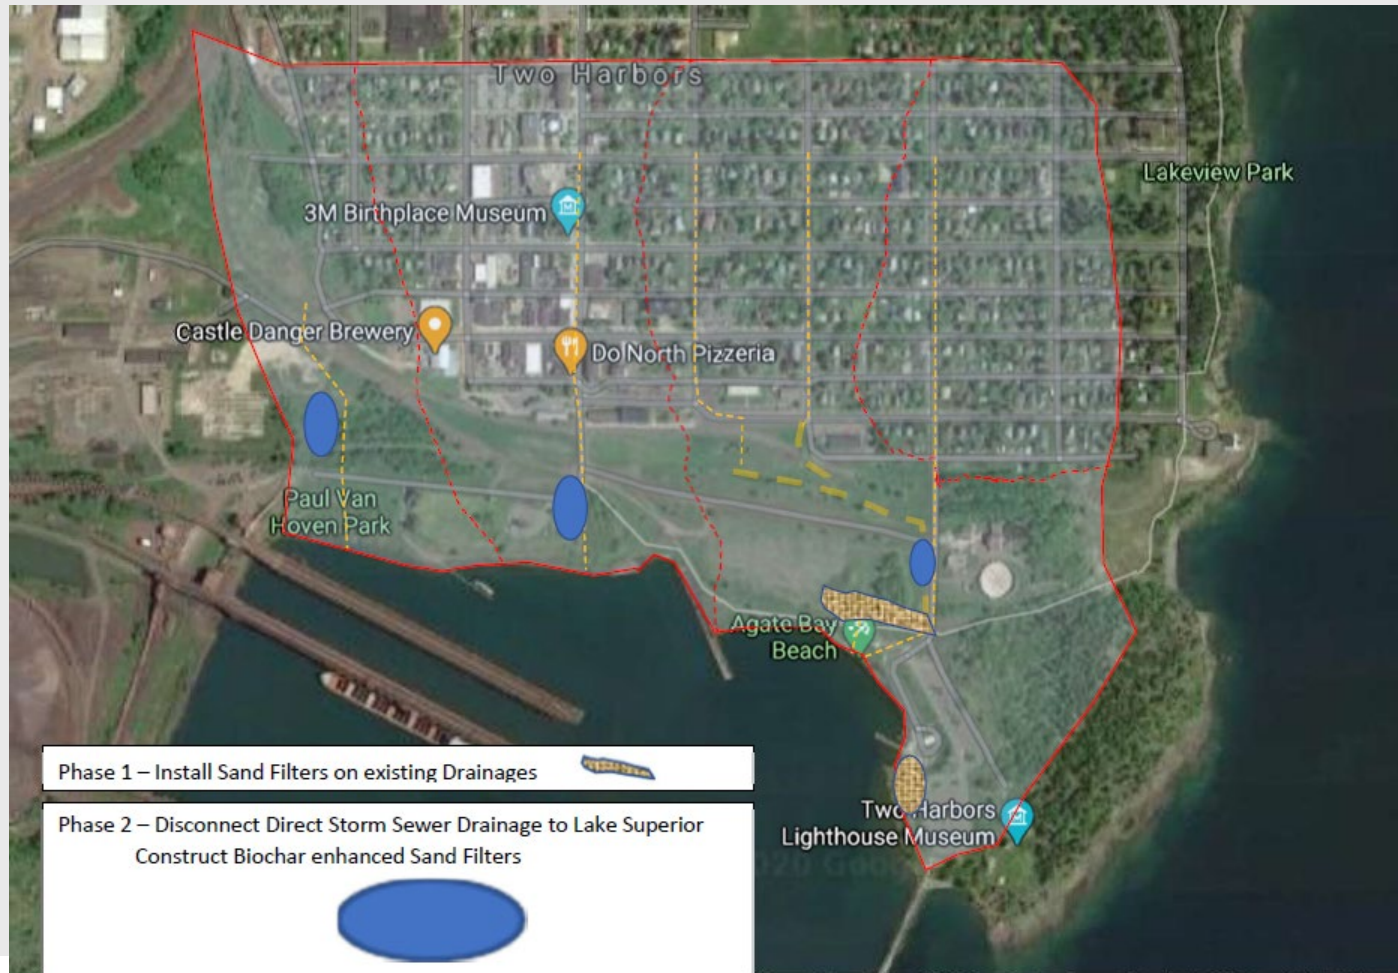 Two Harbors
Lakeview Park
3M Birthplace Museum
Castle Danger Brewery
Do North Pizzeria
Paul Van
Hoven Park
Agate Bay
Beach
Phase 1 – Install Sand Filters on existing Drainages
Two Harbors
Lighthouse Museum
Phase 2 – Disconnect Direct Storm Sewer Drainage to Lake Superior
Construct Biochar enhanced Sand Filters